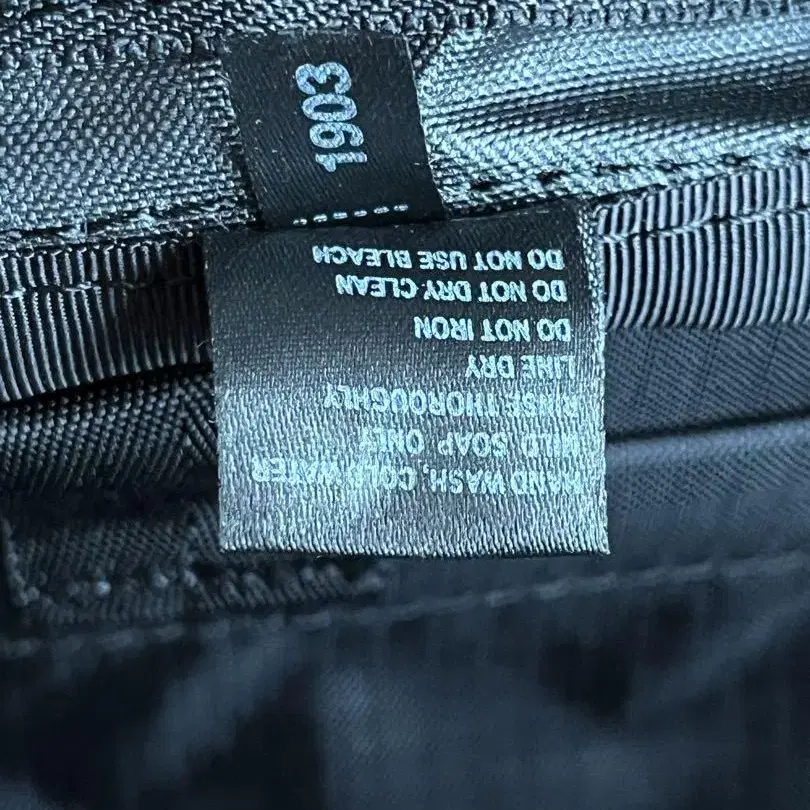 1903
HAND WASH, COLD WATER
MILD SOAP ONLY
RINSE THOROUGHLY
LINE DRY
DO NOT IRON
DO NOT DRY CLEAN
DO NOT USE BLEACH